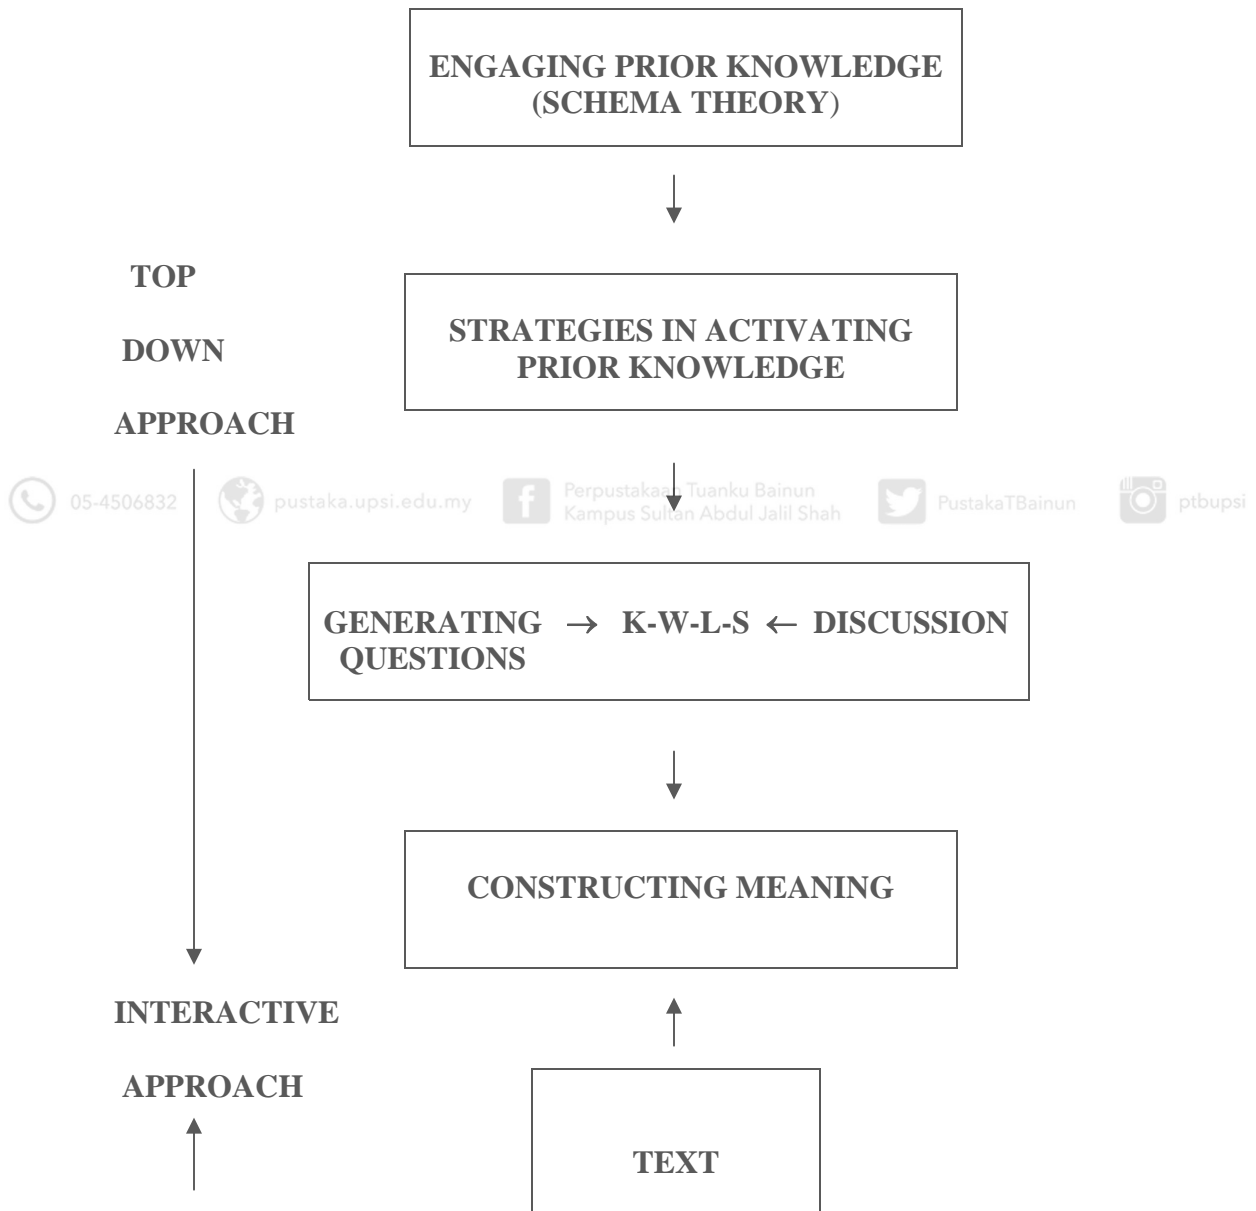 ENGAGING PRIOR KNOWLEDGE
(SCHEMA THEORY)
TOP
DOWN
APPROACH
STRATEGIES IN ACTIVATING
PRIOR KNOWLEDGE
05-4506832
pustaka.upsi.edu.my
Perpustakaan Tuanku Bainun
Kampus Sultan Abdul Jalil Shah
PustakaTBainun
ptbupsi
GENERATING → K-W-L-S ← DISCUSSION
QUESTIONS
CONSTRUCTING MEANING
INTERACTIVE
APPROACH
TEXT